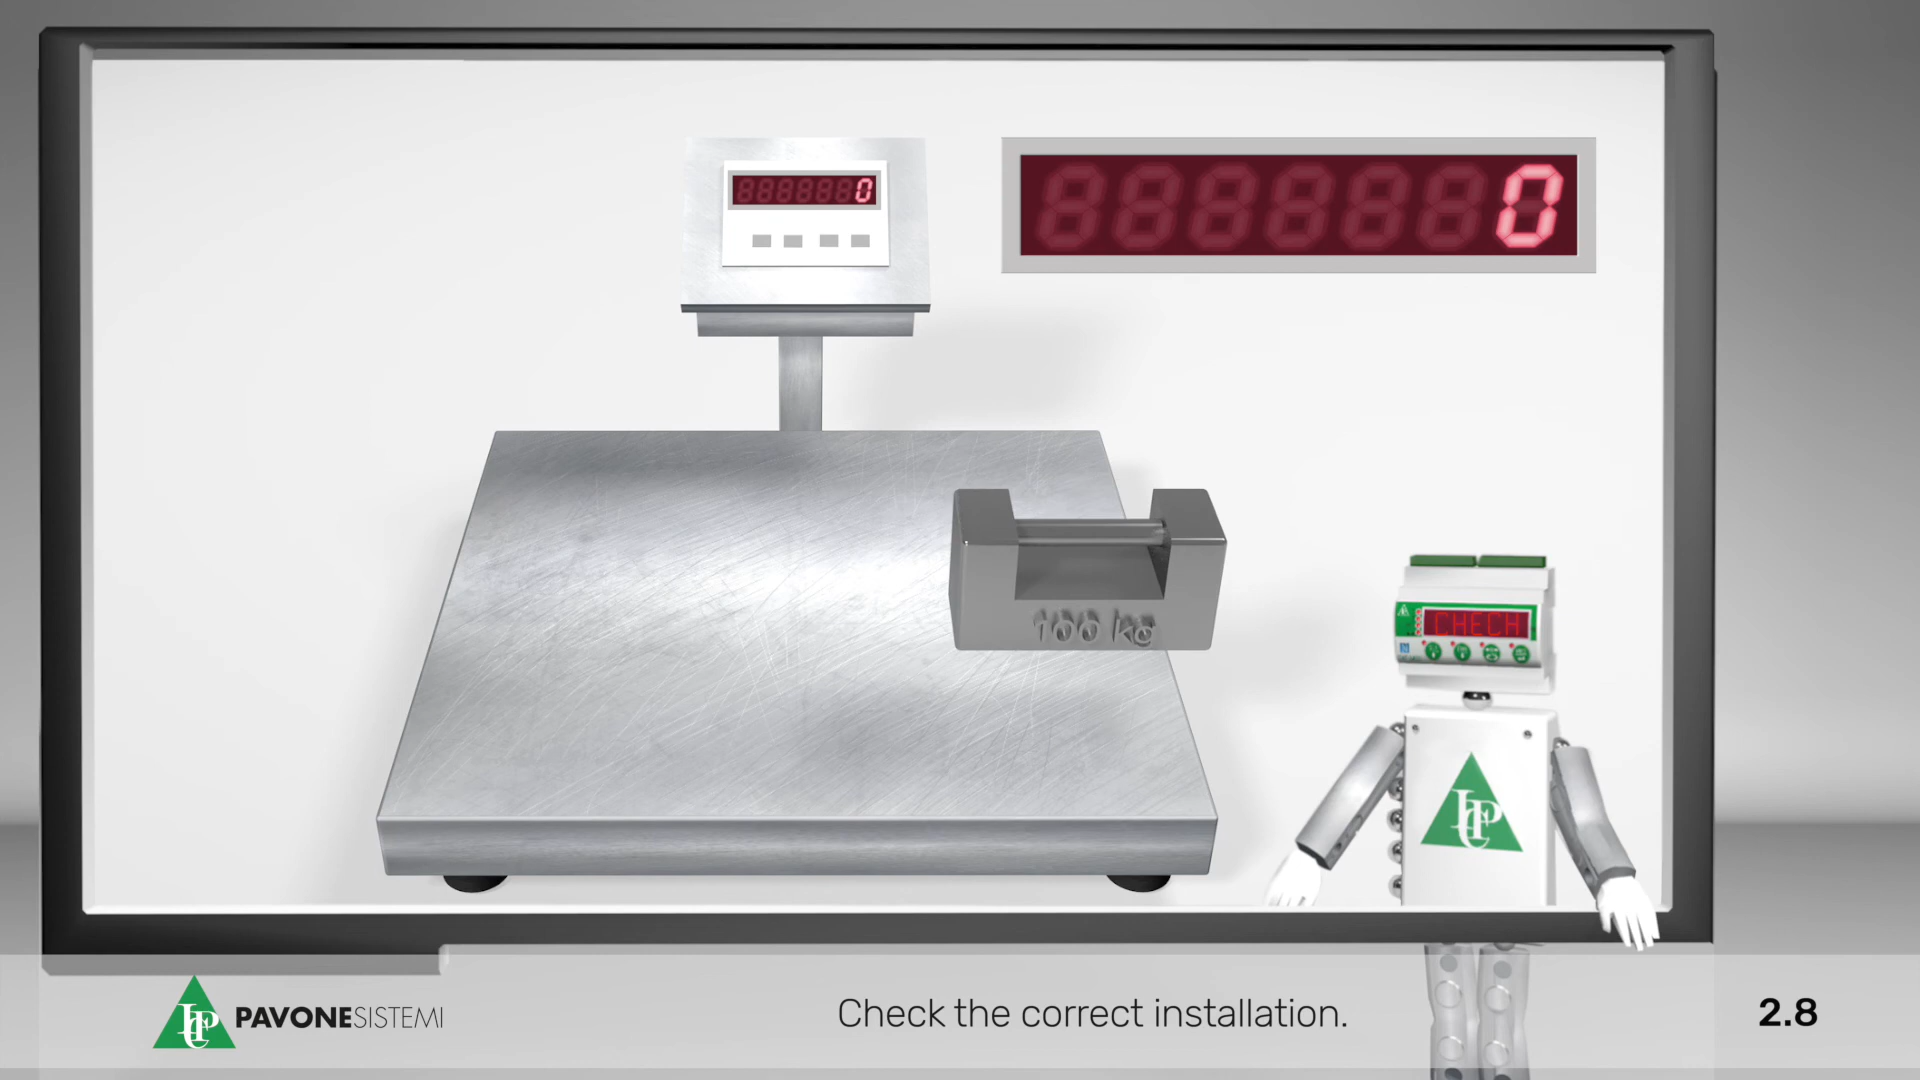 0
0
100 kg
CHECH
PAVONESISTEMI
Check the correct installation.
2.8